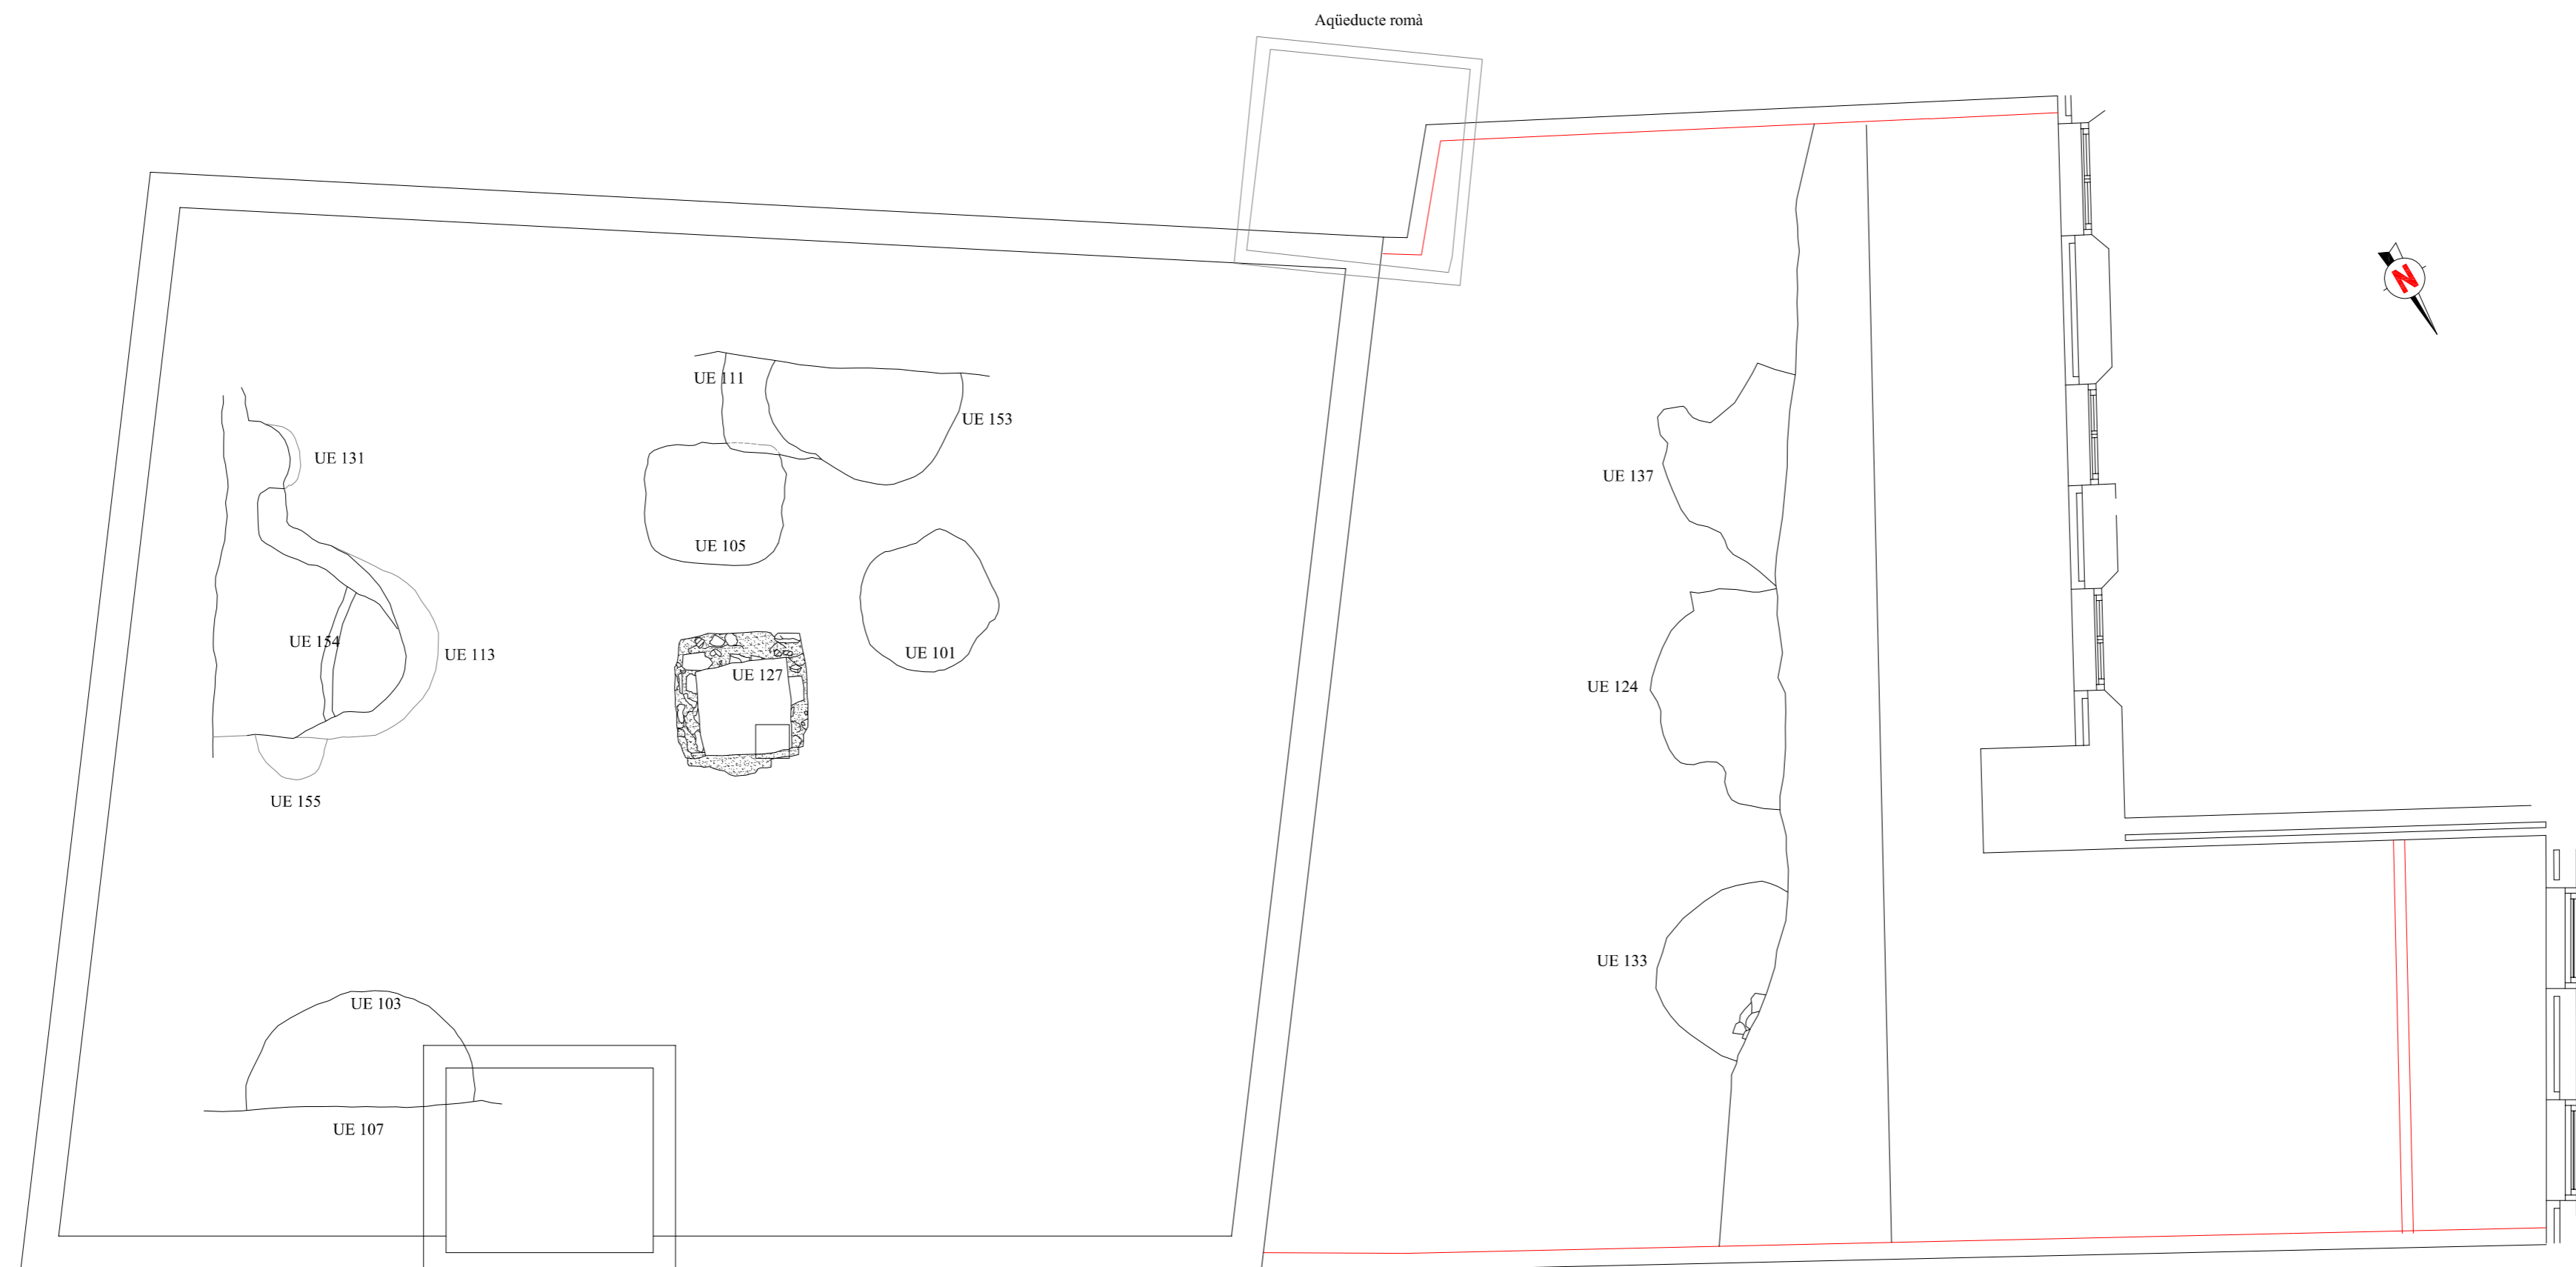 Aqüeducte romà
UE 111
UE 153
UE 131
UE 137
UE 105
UE 154
UE 113
UE 101
UE 127
UE 124
UE 155
UE 133
UE 103
UE 107
N